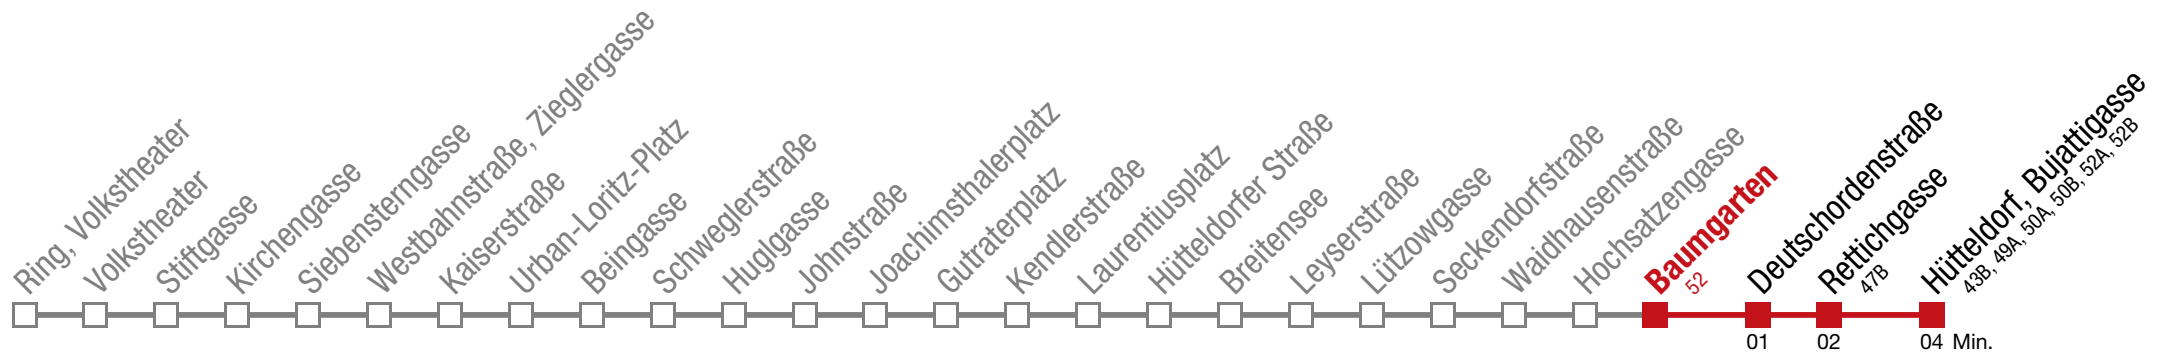 Ring, Volkstheater
Volkstheater
Stiftgasse
Kirchengasse
Siebensterngasse
Westbahnstraße, Zieglergasse
Kaiserstraße
Urban-Loritz-Platz
Beingasse
Schweglerstraße
Huglgasse
Johnstraße
Joachimsthalerplatz
Gutraterplatz
Kendlerstraße
Laurentiusplatz
Hütteldorfer Straße
Breitensee
Leyserstraße
Lützowgasse
Seckendorfstraße
Waidhausenstraße
Hochsatzengasse
Baumgarten
52
Deutschordenstraße
Rettichgasse
47B
Hütteldorf, Bujattigasse
43B, 49A, 50A, 50B, 52A, 52B
01 02 04 Min.